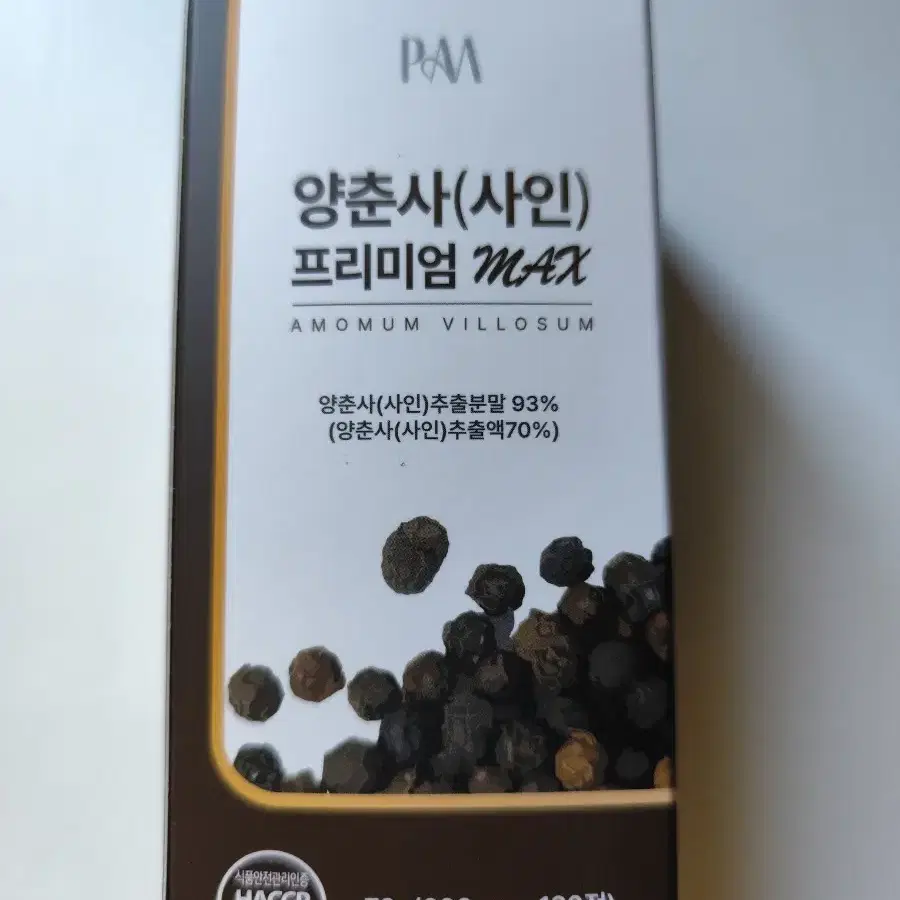 PAM
양춘사(사인)
프리미엄 MAX
AMOMUM VILLOSUM
양춘사(사인)추출분말 93%
(양춘사(사인)추출액70%)
식품안전관리인증
HACCP